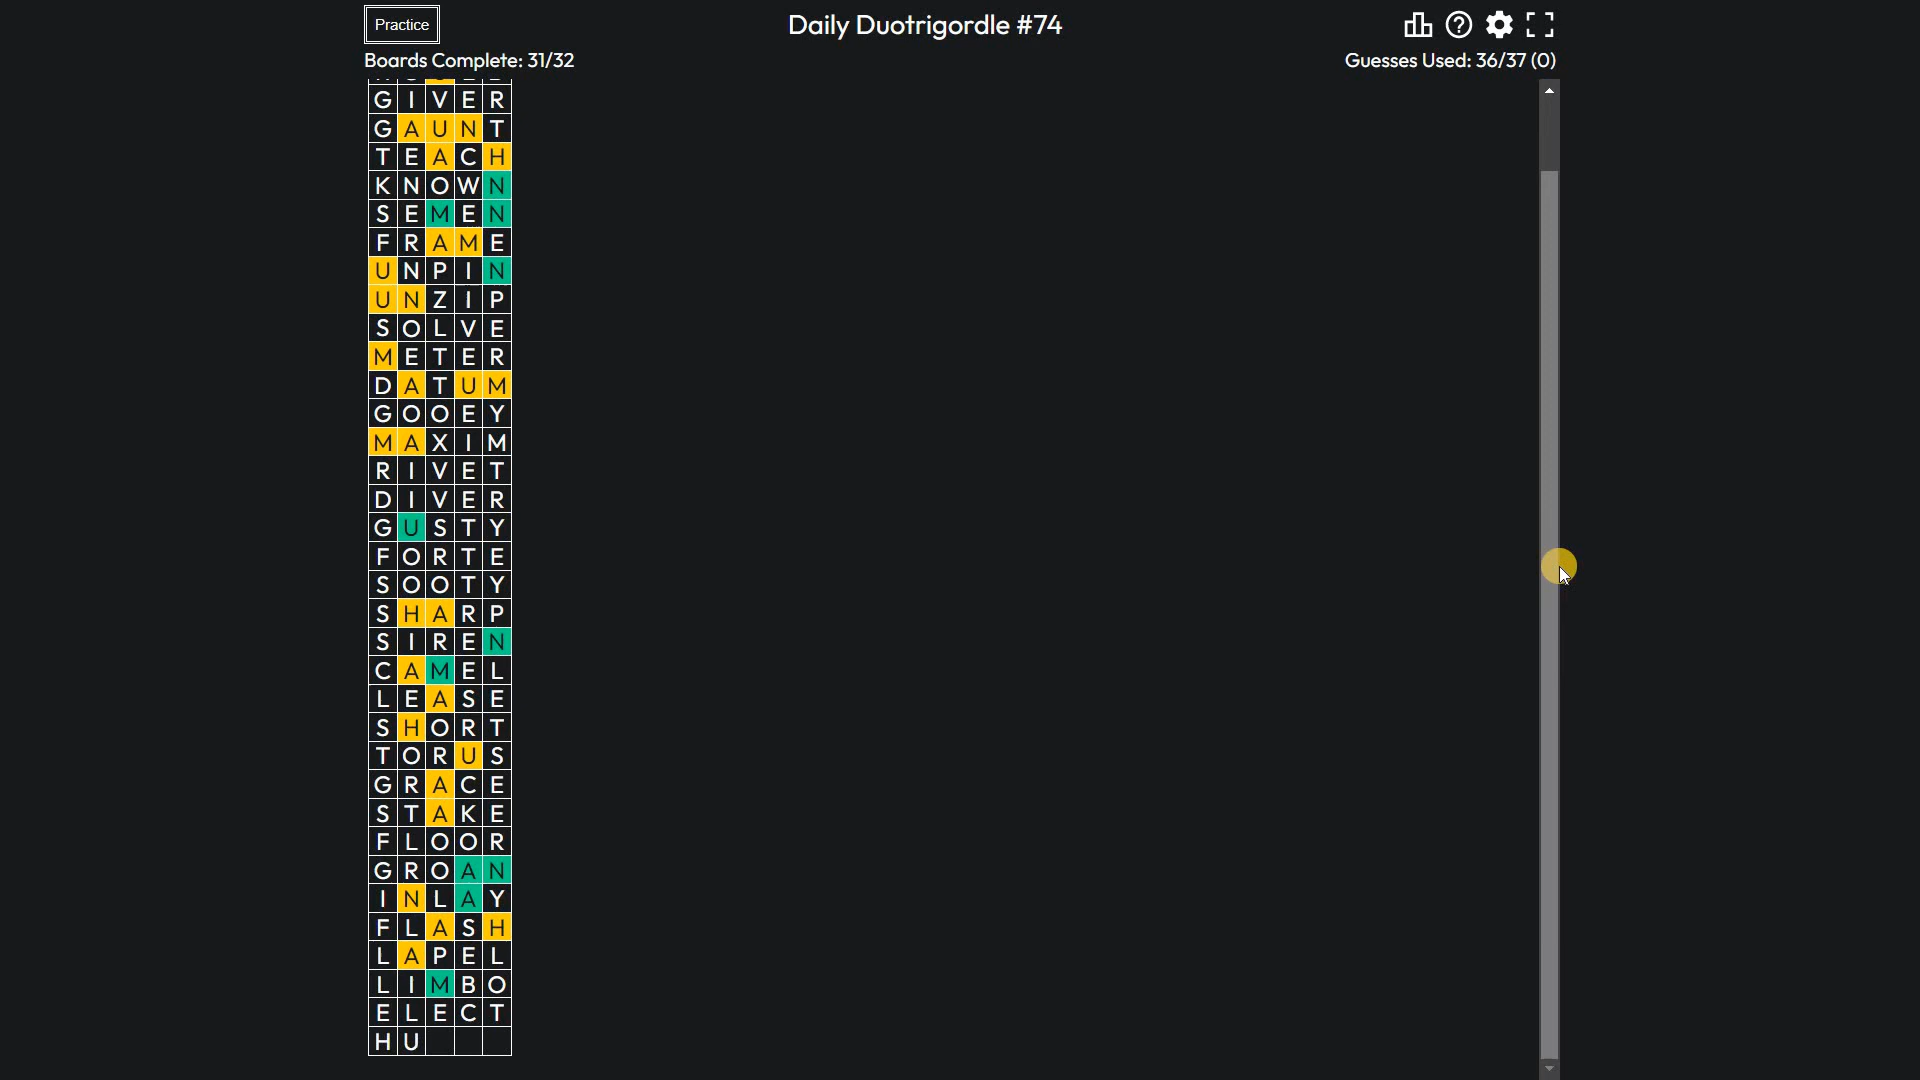 Practice
Daily Duotrigordle #74
Boards Complete: 31/32
Guesses Used: 36/37 (0)
GIVER
GAUNT
TEACH
KNOWN
SEMEN
FRAME
UNPIN
UNZIP
SOLVE
METER
DATUM
GOOEY
MAXIM
RIVET
DIVER
GUSTY
FORTE
SOOTY
SHARP
SIREN
CAMEL
LEASE
SHORT
TORUS
GRACE
STAKE
FLOOR
GROAN
INLAY
FLASH
LAPEL
LIMBO
ELECT
HU